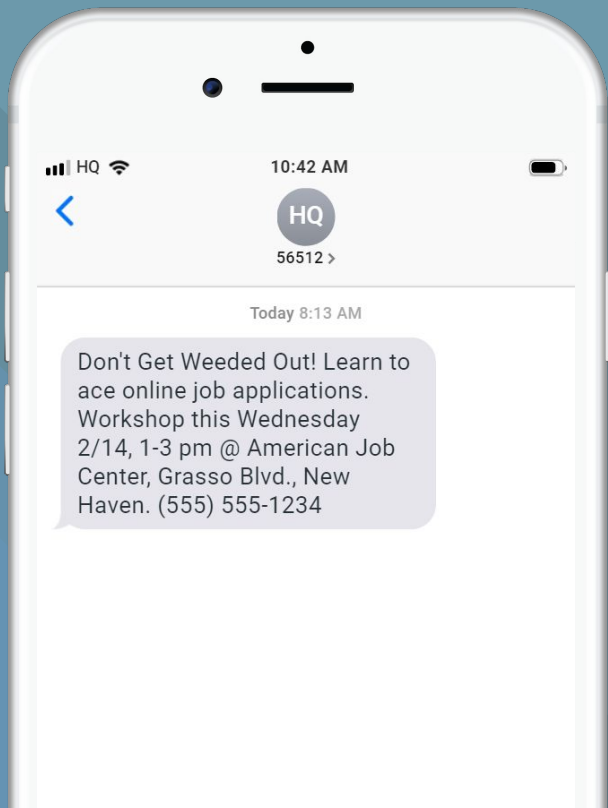 HQ 10:42 AM
HQ
56512 >
Today 8:13 AM
Don't Get Weeded Out! Learn to
ace online job applications.
Workshop this Wednesday
2/14, 1-3 pm @ American Job
Center, Grasso Blvd., New
Haven. (555) 555-1234